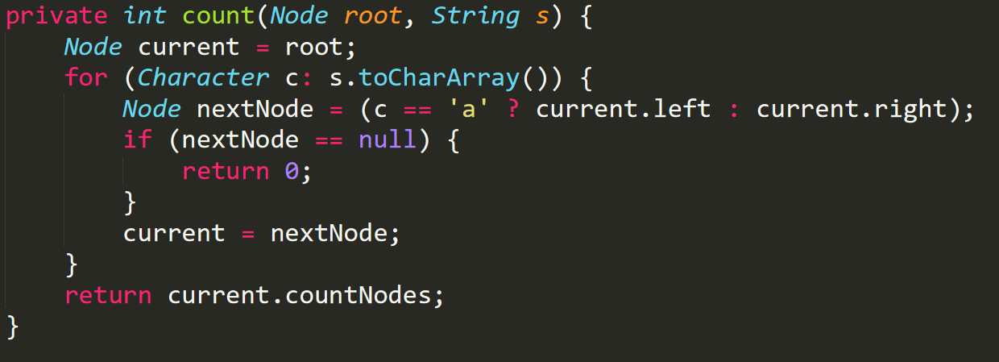 private int count(Node root, String s) {
    Node current = root;
    for (Character c: s.toCharArray()) {
        Node nextNode = (c == 'a' ? current.left : current.right);
        if (nextNode == null) {
            return 0;
        }
        current = nextNode;
    }
    return current.countNodes;
}